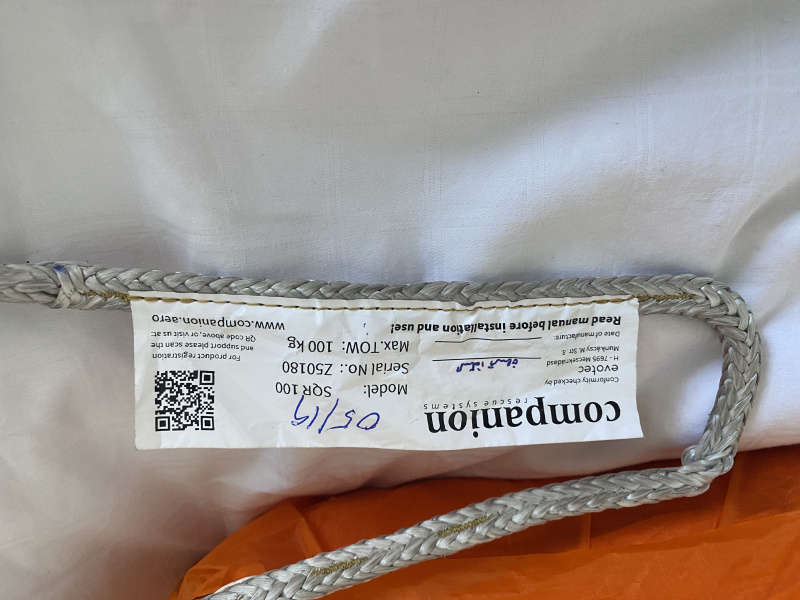 companion
rescue systems
Conformity checked by
evotec
H - 7695 Mecseknádasd
Munkácsy M. Str. 8.
Date of manufacture:
05/19
Model: SQR 100
Serial No.: Z50180
Max.TOW: 100 kg
Read manual before installation and use!
For product registration
and support please scan the
QR code above, or visit us at:
www.companion.aero